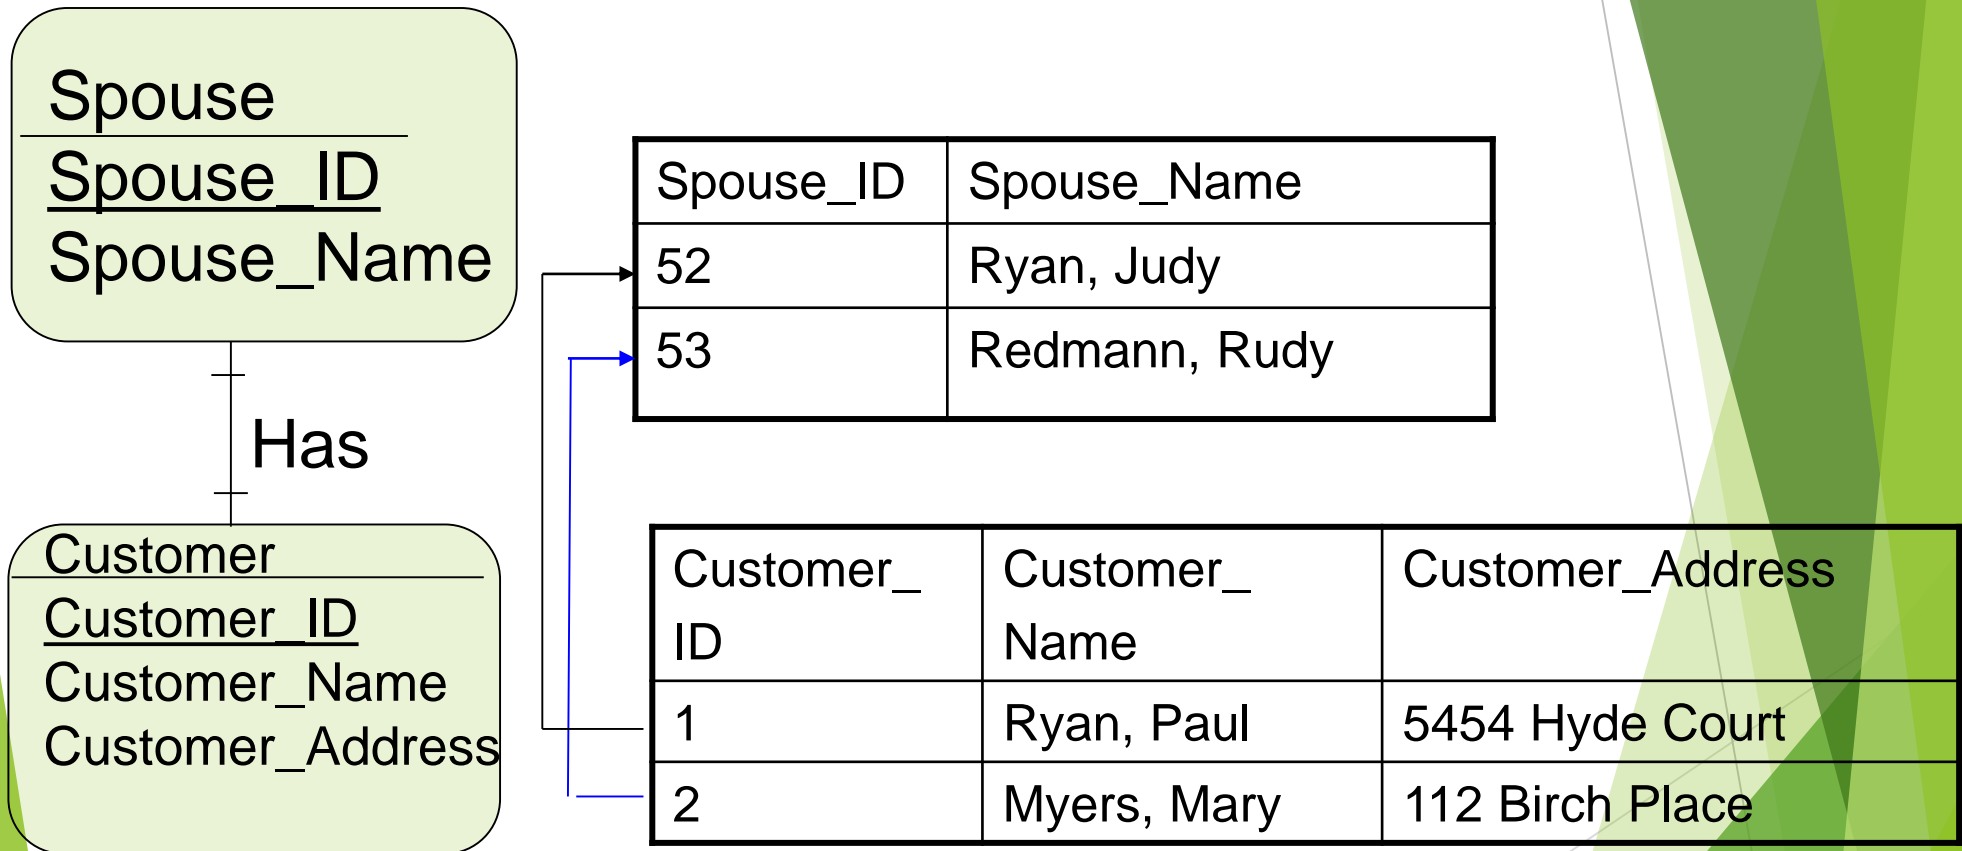 Spouse
Spouse_ID
Spouse_Name
Has
Customer
Customer_ID
Customer_Name
Customer_Address
Spouse_ID Spouse_Name
52 Ryan, Judy
53 Redmann, Rudy
Customer_ Customer_ Customer_Address
ID Name
1 Ryan, Paul 5454 Hyde Court
2 Myers, Mary 112 Birch Place